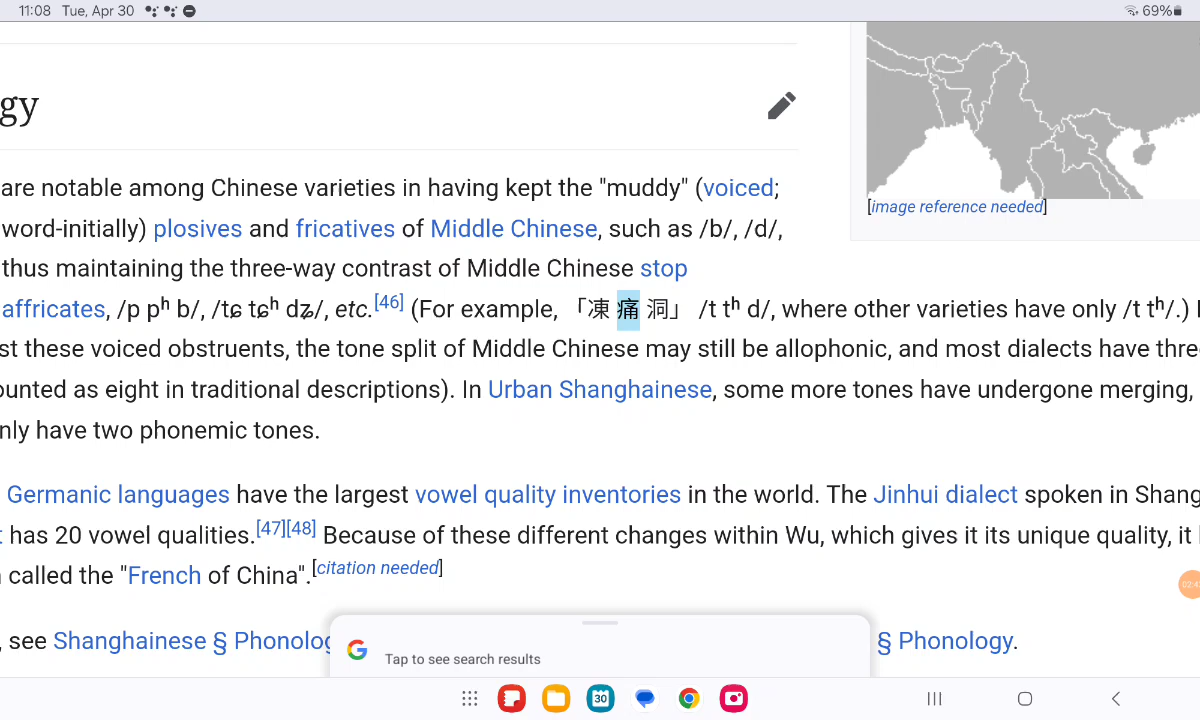 11:08 Tue, Apr 30 69%
gy
[image reference needed]
are notable among Chinese varieties in having kept the "muddy" (voiced;
word-initially) plosives and fricatives of Middle Chinese, such as /b/, /d/,
thus maintaining the three-way contrast of Middle Chinese stop
affricates, /p pʰ b/, /tɕ tɕʰ dʑ/, etc.[46] (For example, 「凍 痛 洞」 /t tʰ d/, where other varieties have only /t tʰ/.)
st these voiced obstruents, the tone split of Middle Chinese may still be allophonic, and most dialects have thre
ounted as eight in traditional descriptions). In Urban Shanghainese, some more tones have undergone merging,
nly have two phonemic tones.
Germanic languages have the largest vowel quality inventories in the world. The Jinhui dialect spoken in Shang
has 20 vowel qualities.[47][48] Because of these different changes within Wu, which gives it its unique quality, it
called the "French of China".[citation needed]
, see Shanghainese § Phonolog § Phonology.
Tap to see search results
30